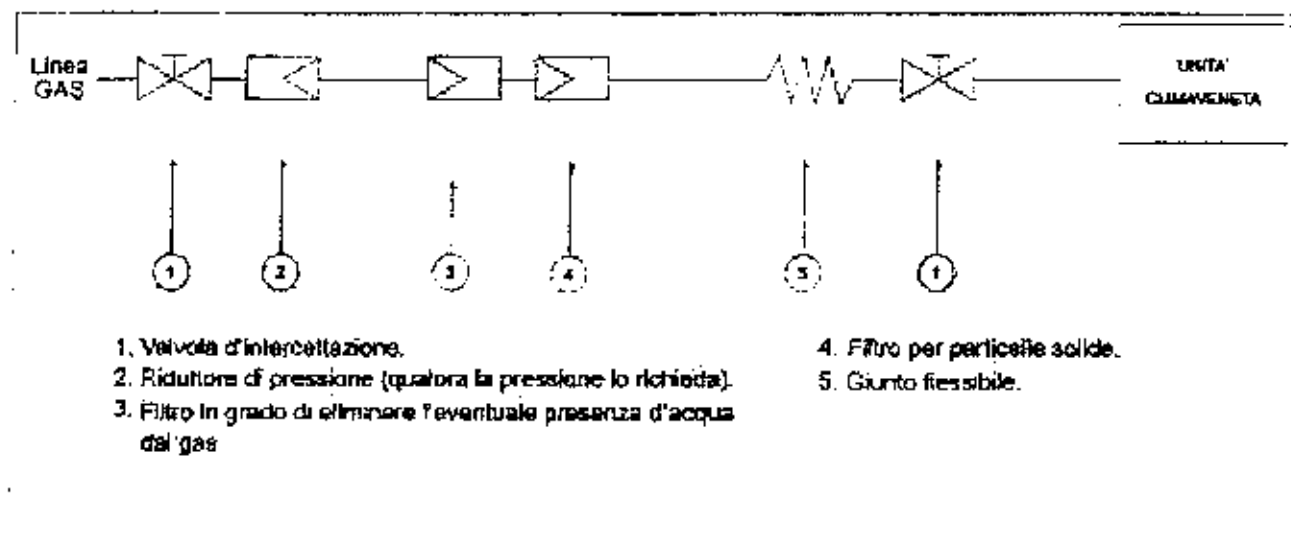 Linea
GAS
UNITA'
CLIMAVENETA
1
2
3
4
5
1
1. Valvola d'intercettazione.
2. Riduttore di pressione (qualora la pressione lo richieda).
3. Filtro in grado di eliminare l'eventuale presenza d'acqua
dal gas
4. Filtro per particelle solide.
5. Giunto flessibile.